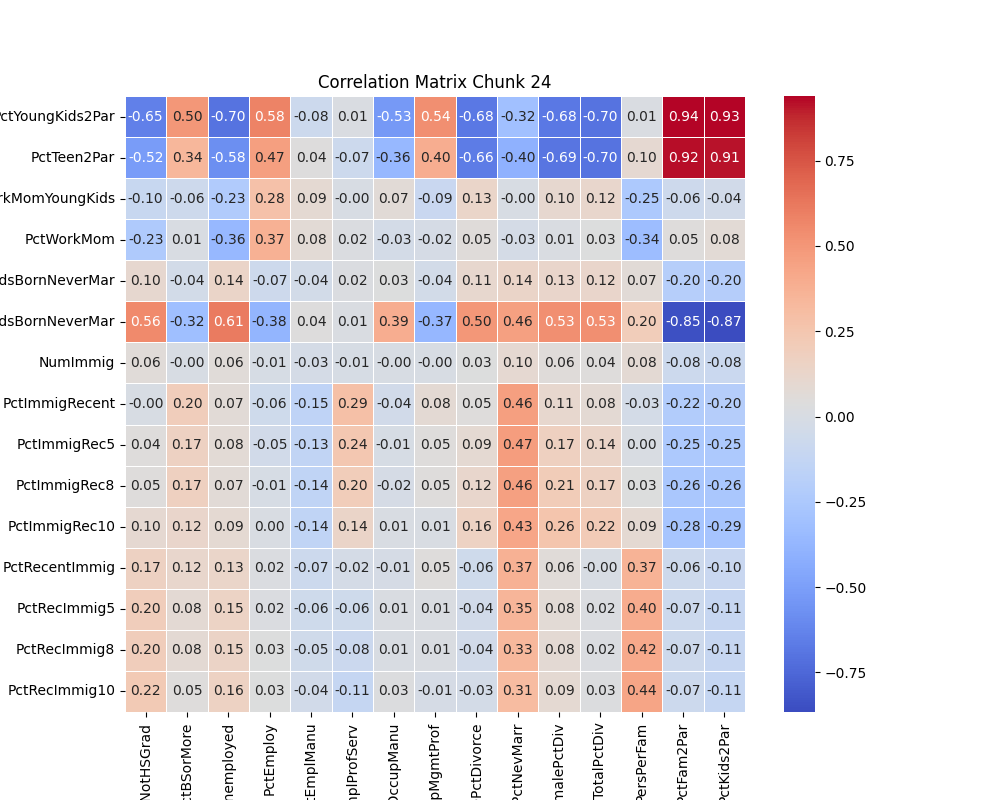 Correlation Matrix Chunk 24
ctYoungKids2Par -0.65 0.50 -0.70 0.58 -0.08 0.01 -0.53 0.54 -0.68 -0.32 -0.68 -0.70 0.01 0.94 0.93
PctTeen2Par -0.52 0.34 -0.58 0.47 0.04 -0.07 -0.36 0.40 -0.66 -0.40 -0.69 -0.70 0.10 0.92 0.91
rkMomYoungKids -0.10 -0.06 -0.23 0.28 0.09 -0.00 0.07 -0.09 0.13 -0.00 0.10 0.12 -0.25 -0.06 -0.04
PctWorkMom -0.23 0.01 -0.36 0.37 0.08 0.02 -0.03 -0.02 0.05 -0.03 0.01 0.03 -0.34 0.05 0.08
dsBornNeverMar 0.10 -0.04 0.14 -0.07 -0.04 0.02 0.03 -0.04 0.11 0.14 0.13 0.12 0.07 -0.20 -0.20
dsBornNeverMar 0.56 -0.32 0.61 -0.38 0.04 0.01 0.39 -0.37 0.50 0.46 0.53 0.53 0.20 -0.85 -0.87
NumImmig 0.06 -0.00 0.06 -0.01 -0.03 -0.01 -0.00 -0.00 0.03 0.10 0.06 0.04 0.08 -0.08 -0.08
PctImmigRecent -0.00 0.20 0.07 -0.06 -0.15 0.29 -0.04 0.08 0.05 0.46 0.11 0.08 -0.03 -0.22 -0.20
PctImmigRec5 0.04 0.17 0.08 -0.05 -0.13 0.24 -0.01 0.05 0.09 0.47 0.17 0.14 0.00 -0.25 -0.25
PctImmigRec8 0.05 0.17 0.07 -0.01 -0.14 0.20 -0.02 0.05 0.12 0.46 0.21 0.17 0.03 -0.26 -0.26
PctImmigRec10 0.10 0.12 0.09 0.00 -0.14 0.14 0.01 0.01 0.16 0.43 0.26 0.22 0.09 -0.28 -0.29
PctRecentImmig 0.17 0.12 0.13 0.02 -0.07 -0.02 -0.01 0.05 -0.06 0.37 0.06 -0.00 0.37 -0.06 -0.10
PctRecImmig5 0.20 0.08 0.15 0.02 -0.06 -0.06 0.01 0.01 -0.04 0.35 0.08 0.02 0.40 -0.07 -0.11
PctRecImmig8 0.20 0.08 0.15 0.03 -0.05 -0.08 0.01 0.01 -0.04 0.33 0.08 0.02 0.42 -0.07 -0.11
PctRecImmig10 0.22 0.05 0.16 0.03 -0.04 -0.11 0.03 -0.01 -0.03 0.31 0.09 0.03 0.44 -0.07 -0.11
NotHSGrad
ctBSorMore
nemployed
PctEmploy
tEmplManu
nplProfServ
OccupManu
pMgmtProf
PctDivorce
PctNevMarr
malePctDiv
TotalPctDiv
PersPerFam
PctFam2Par
PctKids2Par
0.75
0.50
0.25
0.00
−0.25
−0.50
−0.75